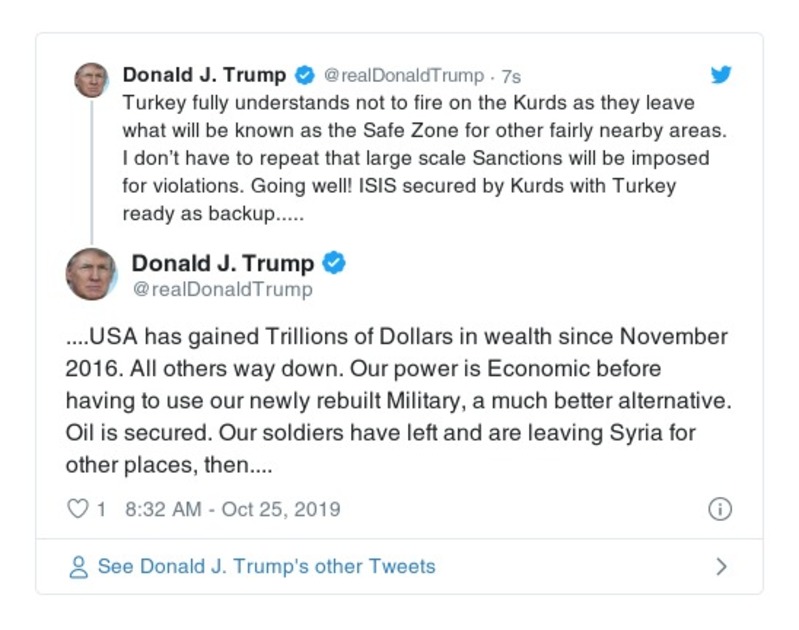 Donald J. Trump @realDonaldTrump · 7s
Turkey fully understands not to fire on the Kurds as they leave
what will be known as the Safe Zone for other fairly nearby areas.
I don’t have to repeat that large scale Sanctions will be imposed
for violations. Going well! ISIS secured by Kurds with Turkey
ready as backup.....
Donald J. Trump
@realDonaldTrump
....USA has gained Trillions of Dollars in wealth since November
2016. All others way down. Our power is Economic before
having to use our newly rebuilt Military, a much better alternative.
Oil is secured. Our soldiers have left and are leaving Syria for
other places, then....
1 8:32 AM - Oct 25, 2019
See Donald J. Trump's other Tweets